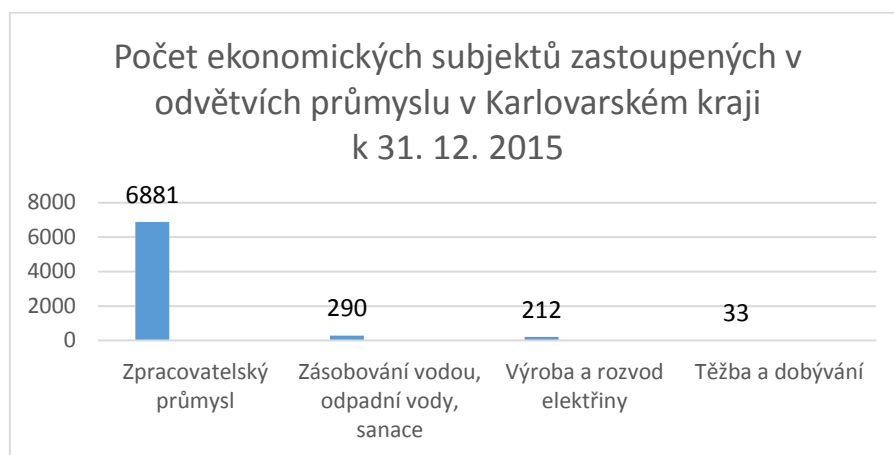 Počet ekonomických subjektů zastoupených v
odvětvích průmyslu v Karlovarském kraji
k 31. 12. 2015
8000
6000
4000
2000
0
6881
290
212
33
Zpracovatelský
průmysl
Zásobování vodou,
odpadní vody,
sanace
Výroba a rozvod
elektřiny
Těžba a dobývání